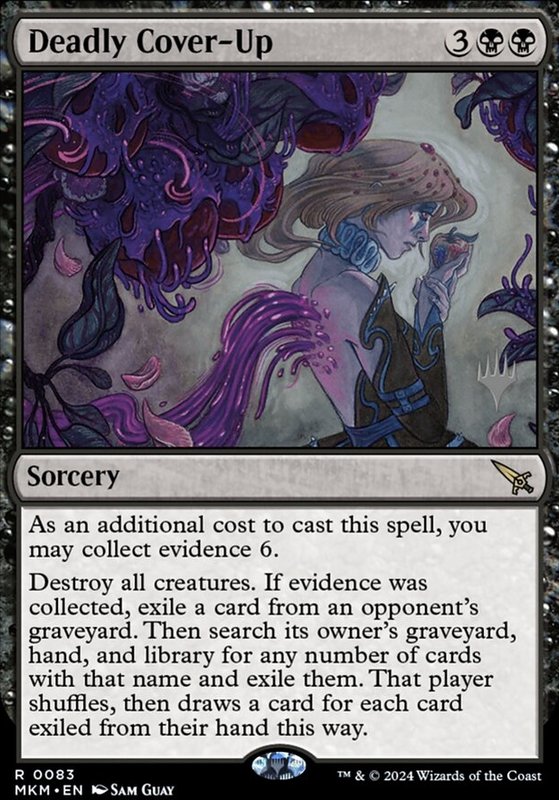 Deadly Cover-Up 3
Sorcery
As an additional cost to cast this spell, you
may collect evidence 6.
Destroy all creatures. If evidence was
collected, exile a card from an opponent's
graveyard. Then search its owner's graveyard,
hand, and library for any number of cards
with that name and exile them. That player
shuffles, then draws a card for each card
exiled from their hand this way.
R 0083
MKM • EN Sam Guay
™ & © 2024 Wizards of the Coast